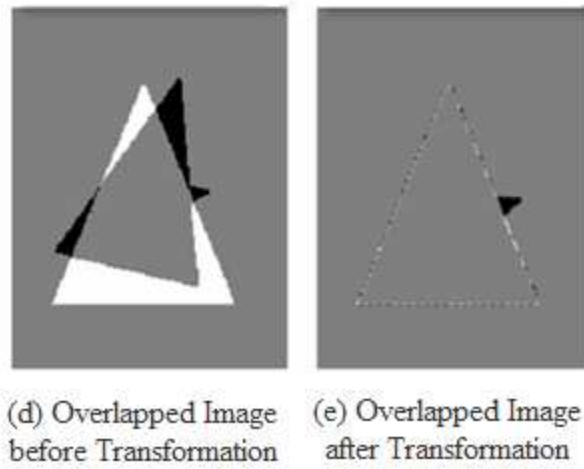 (d) Overlapped Image
before Transformation
(e) Overlapped Image
after Transformation